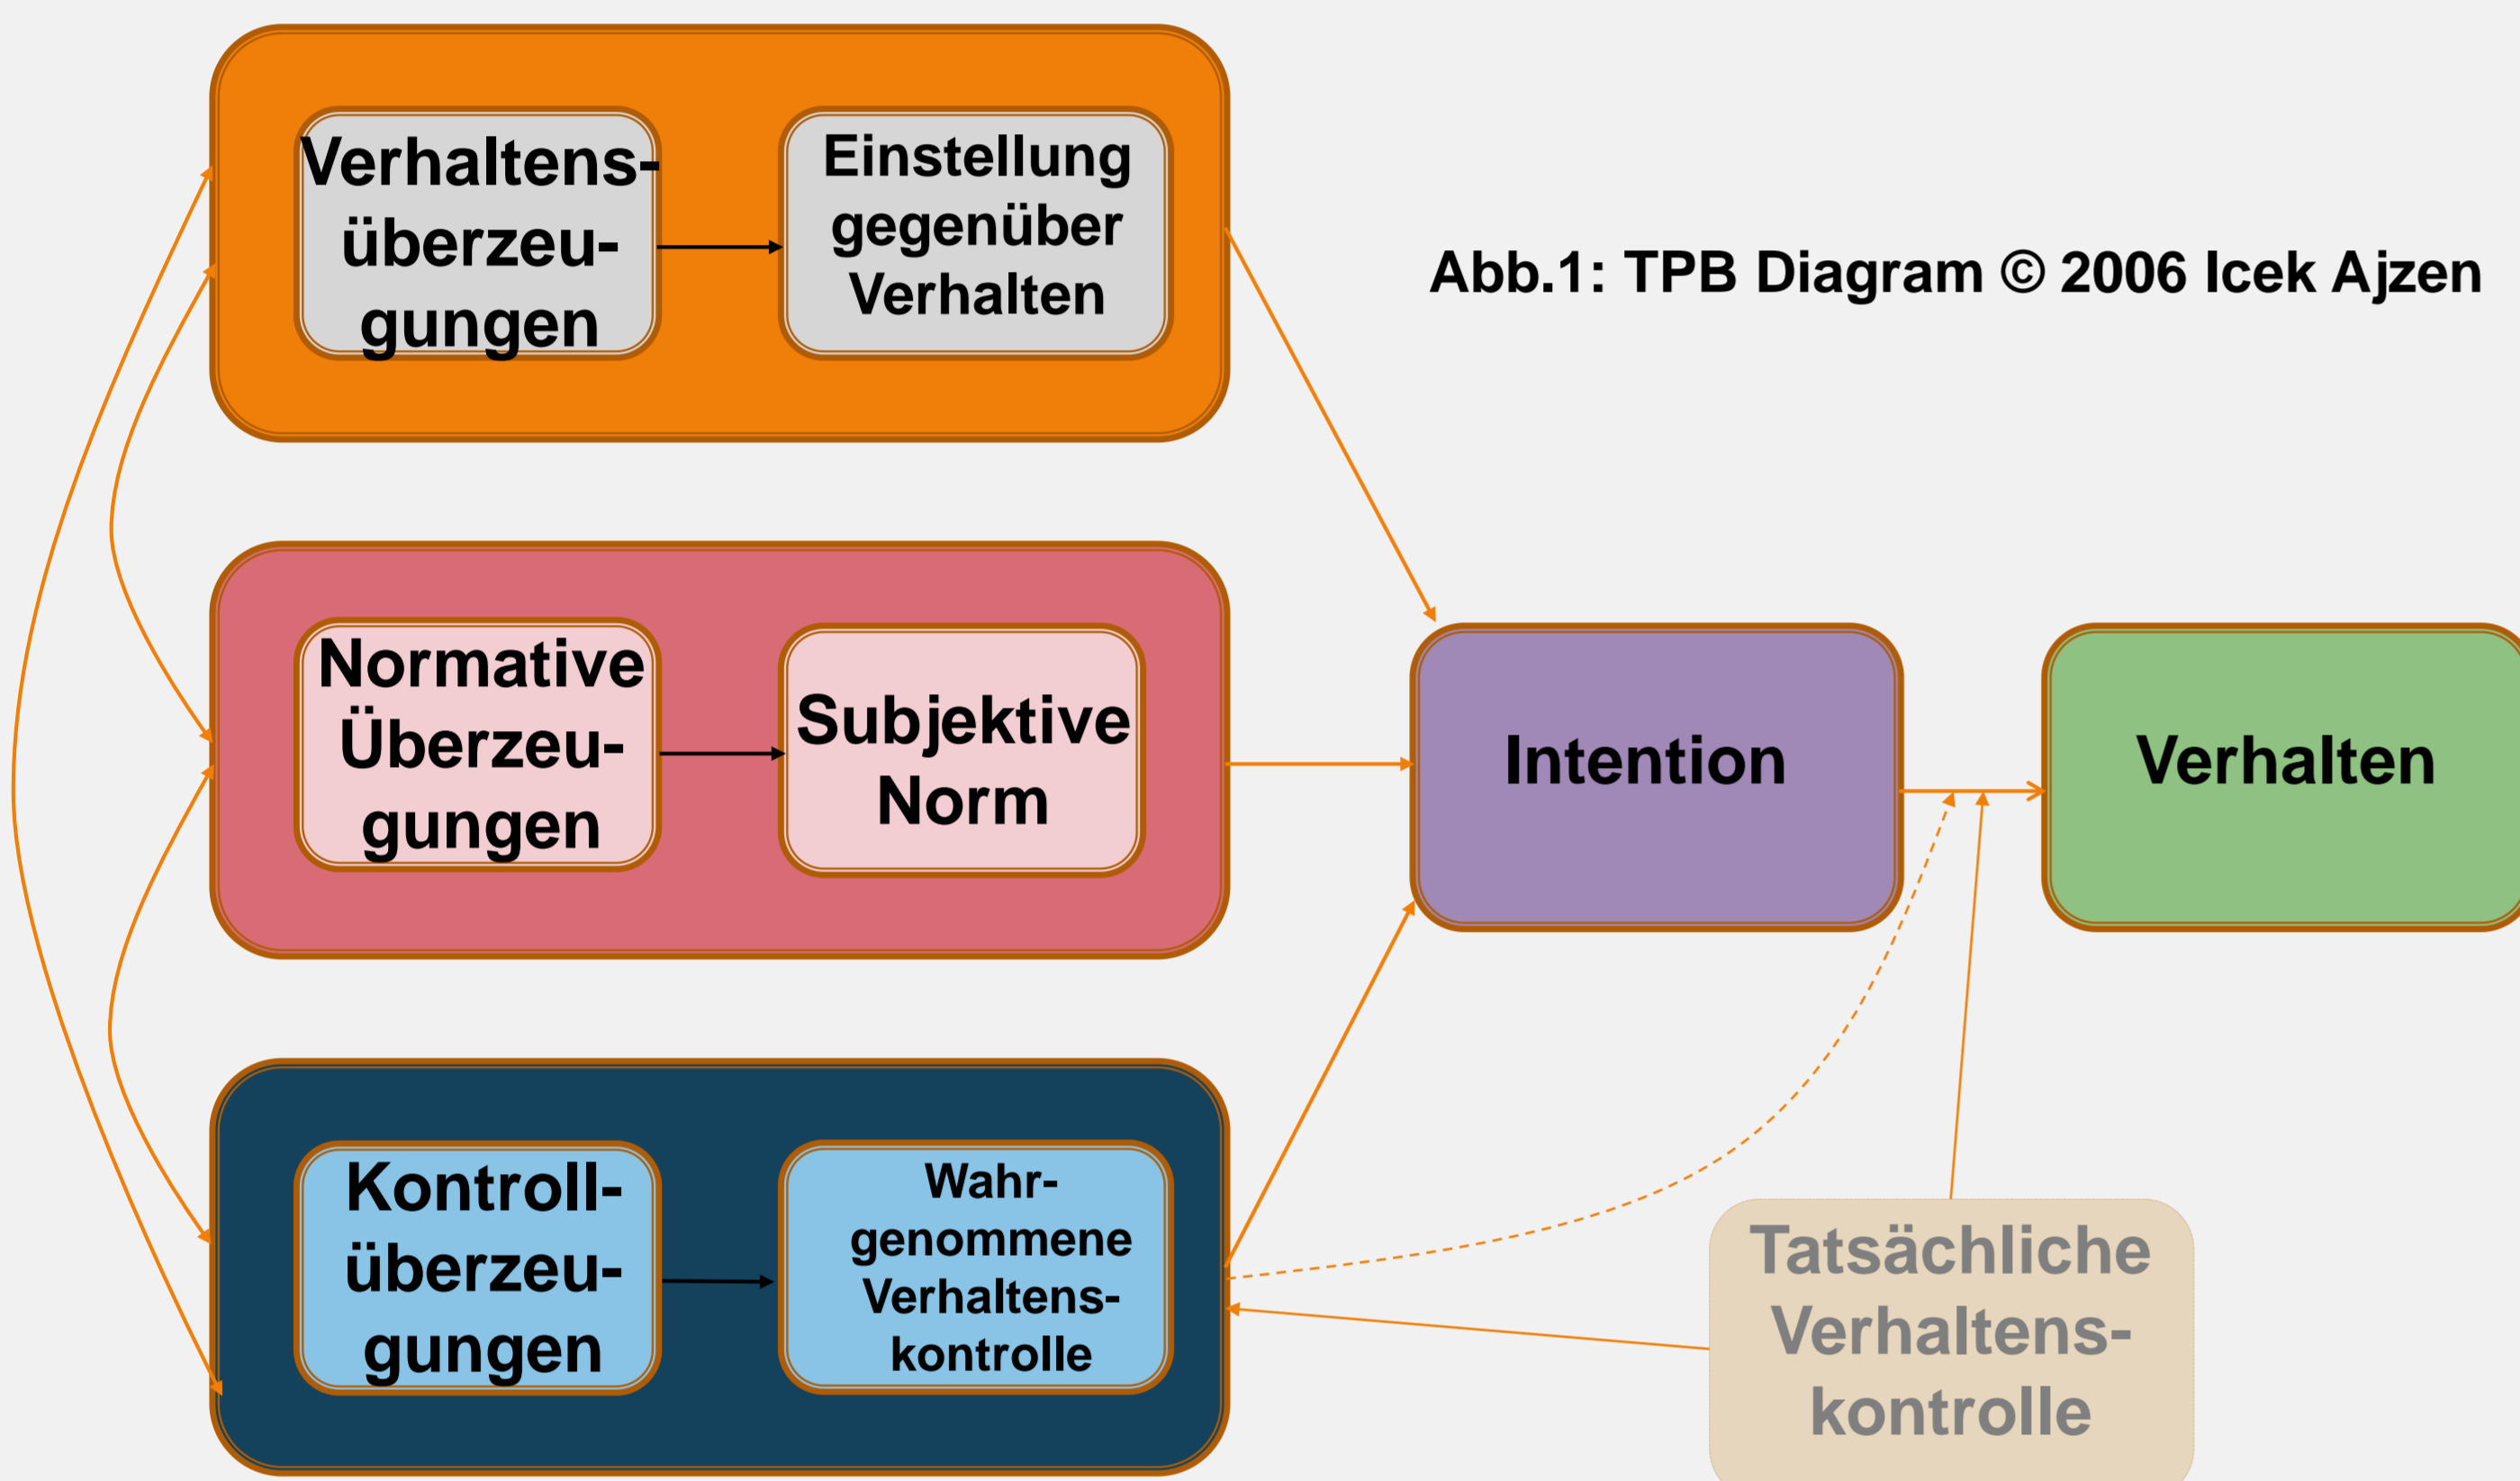 Verhaltens-
überzeu-
gungen
Einstellung
gegenüber
Verhalten
Abb.1: TPB Diagram © 2006 Icek Ajzen
Normative
Überzeu-
gungen
Subjektive
Norm
Intention
Verhalten
Kontroll-
überzeu-
gungen
Wahr-
genommene
Verhaltens-
kontrolle
Tatsächliche
Verhaltens-
kontrolle